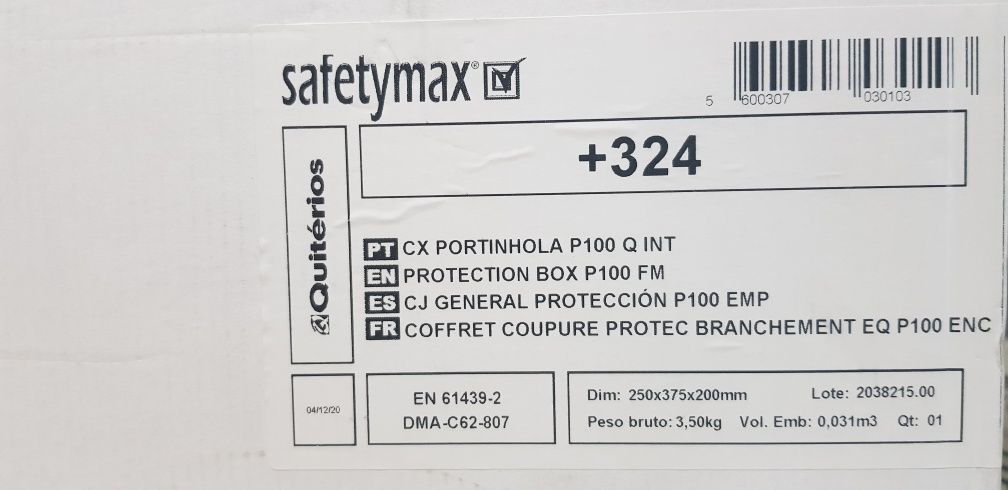 safetymax®
5 600307 030103
+324
Quitérios
PT CX PORTINHOLA P100 Q INT
EN PROTECTION BOX P100 FM
ES CJ GENERAL PROTECCIÓN P100 EMP
FR COFFRET COUPURE PROTEC BRANCHEMENT EQ P100 ENC
04/12/20
EN 61439-2
DMA-C62-807
Dim: 250x375x200mm Lote: 2038215.00
Peso bruto: 3,50kg Vol. Emb: 0,031m3 Qt: 01